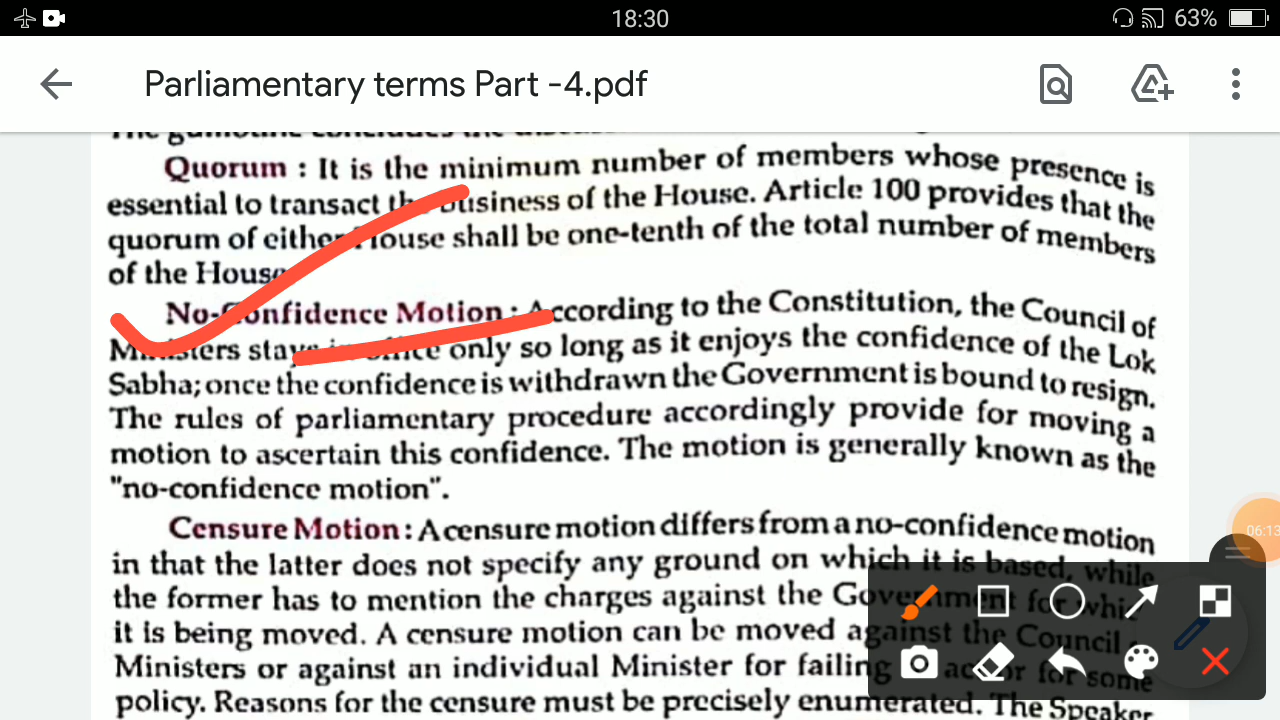 18:30
63%
Parliamentary terms Part -4.pdf
Quorum : It is the minimum number of members whose presence is
essential to transact the business of the House. Article 100 provides that the
quorum of either House shall be one-tenth of the total number of members
of the House
No-Confidence Motion : According to the Constitution, the Council of
Ministers stays in office only so long as it enjoys the confidence of the Lok
Sabha; once the confidence is withdrawn the Government is bound to resign.
The rules of parliamentary procedure accordingly provide for moving a
motion to ascertain this confidence. The motion is generally known as the
"no-confidence motion".
Censure Motion : A censure motion differs from a no-confidence motion
in that the latter does not specify any ground on which it is based, while
the former has to mention the charges against the Government for which
it is being moved. A censure motion can be moved against the Council
Ministers or against an individual Minister for failing act or for some
policy. Reasons for the censure must be precisely enumerated. The Speaker
06:13